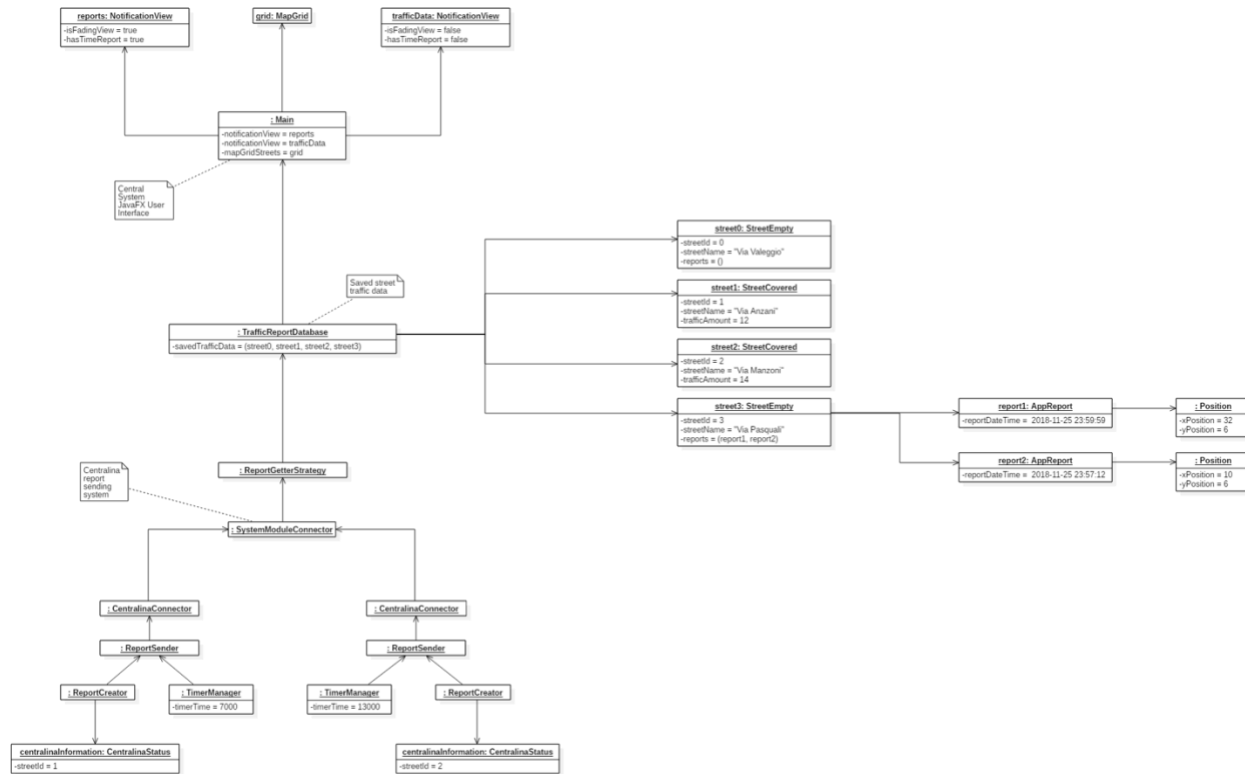 reports: NotificationView
-isFadingView = true
-hasTimeReport = true
grid: MapGrid
trafficData: NotificationView
-isFadingView = false
-hasTimeReport = false
: Main
-notificationView = reports
-notificationView = trafficData
-mapGridStreets = grid
Central
System
JavaFX User
Interface
street0: StreetEmpty
-streetId = 0
-streetName = "Via Valeggio"
-reports = ()
Saved street
traffic data
street1: StreetCovered
-streetId = 1
-streetName = "Via Anzani"
-trafficAmount = 12
: TrafficReportDatabase
-savedTrafficData = (street0, street1, street2, street3)
street2: StreetCovered
-streetId = 2
-streetName = "Via Manzoni"
-trafficAmount = 14
street3: StreetEmpty
-streetId = 3
-streetName = "Via Pasquali"
-reports = (report1, report2)
report1: AppReport
-reportDateTime = 2018-11-25 23:59:59
: Position
-xPosition = 32
-yPosition = 6
report2: AppReport
-reportDateTime = 2018-11-25 23:57:12
: Position
-xPosition = 10
-yPosition = 6
: ReportGetterStrategy
Centralina
report
sending
system
: SystemModuleConnector
: CentralinaConnector
: CentralinaConnector
: ReportSender
: ReportSender
: ReportCreator
: TimerManager
-timerTime = 7000
: TimerManager
-timerTime = 13000
: ReportCreator
centralinaInformation: CentralinaStatus
-streetId = 1
centralinaInformation: CentralinaStatus
-streetId = 2